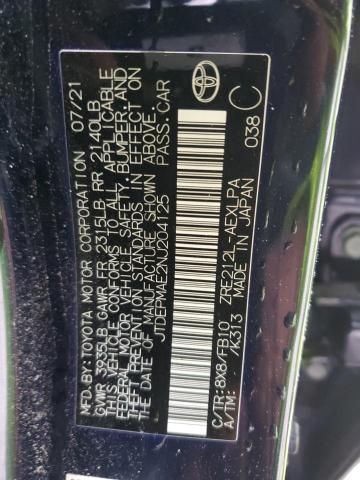 MFD.BY:TOYOTA MOTOR CORPORATION 07/21
GVWR 3935LB GAWR FR 2315LB RR 2140LB
THIS VEHICLE CONFORMS TO ALL APPLICABLE
FEDERAL MOTOR VEHICLE SAFETY, BUMPER, AND
THEFT PREVENTION STANDARDS IN EFFECT ON
THE DATE OF MANUFACTURE SHOWN ABOVE.
JTDEPMAE2NJ204125 PASS.CAR
C/TR:8X8/FB10 ZRE212L-AEXLPA
A/TM: /K313 MADE IN JAPAN
038 C